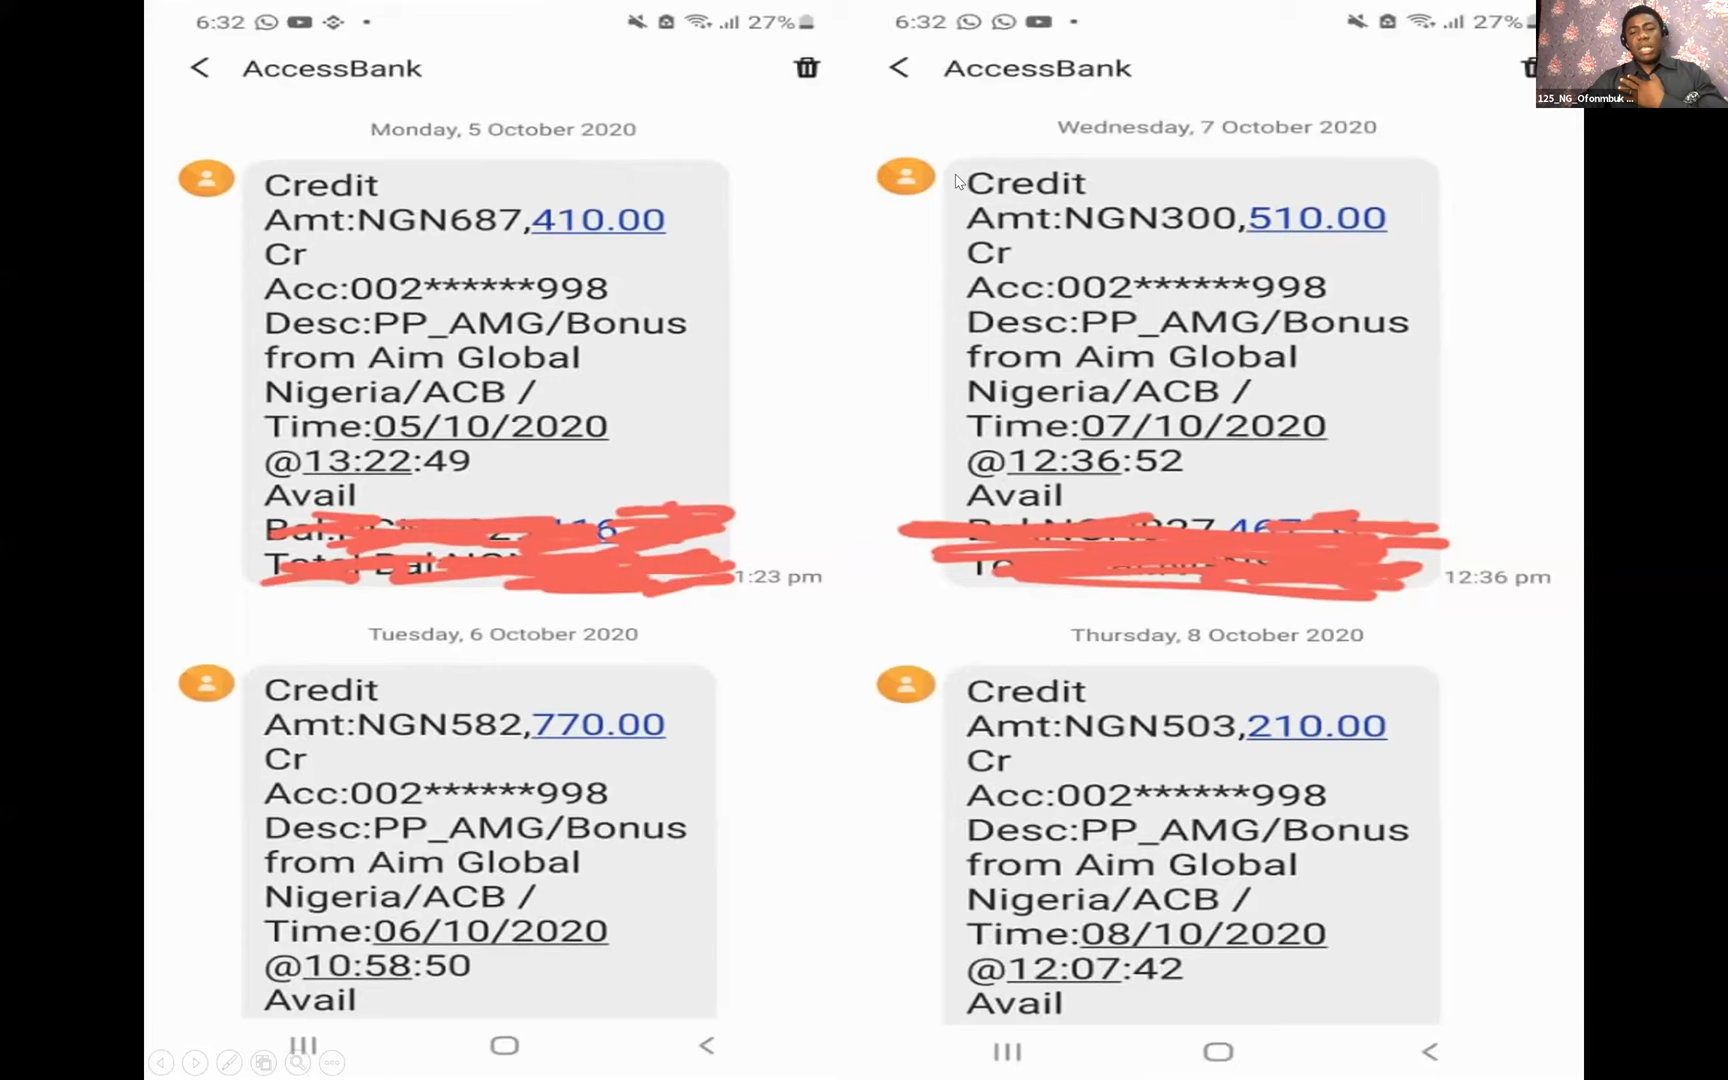 6:32
27%
AccessBank
Monday, 5 October 2020
Credit
Amt:NGN687,410.00
Cr
Acc:002******998
Desc:PP_AMG/Bonus
from Aim Global
Nigeria/ACB /
Time:05/10/2020
@13:22:49
Avail
1:23 pm
Tuesday, 6 October 2020
Credit
Amt:NGN582,770.00
Cr
Acc:002******998
Desc:PP_AMG/Bonus
from Aim Global
Nigeria/ACB /
Time:06/10/2020
@10:58:50
Avail
6:32
27%
AccessBank
Wednesday, 7 October 2020
Credit
Amt:NGN300,510.00
Cr
Acc:002******998
Desc:PP_AMG/Bonus
from Aim Global
Nigeria/ACB /
Time:07/10/2020
@12:36:52
Avail
12:36 pm
Thursday, 8 October 2020
Credit
Amt:NGN503,210.00
Cr
Acc:002******998
Desc:PP_AMG/Bonus
from Aim Global
Nigeria/ACB /
Time:08/10/2020
@12:07:42
Avail
125_NG_Ofonmbuk ...